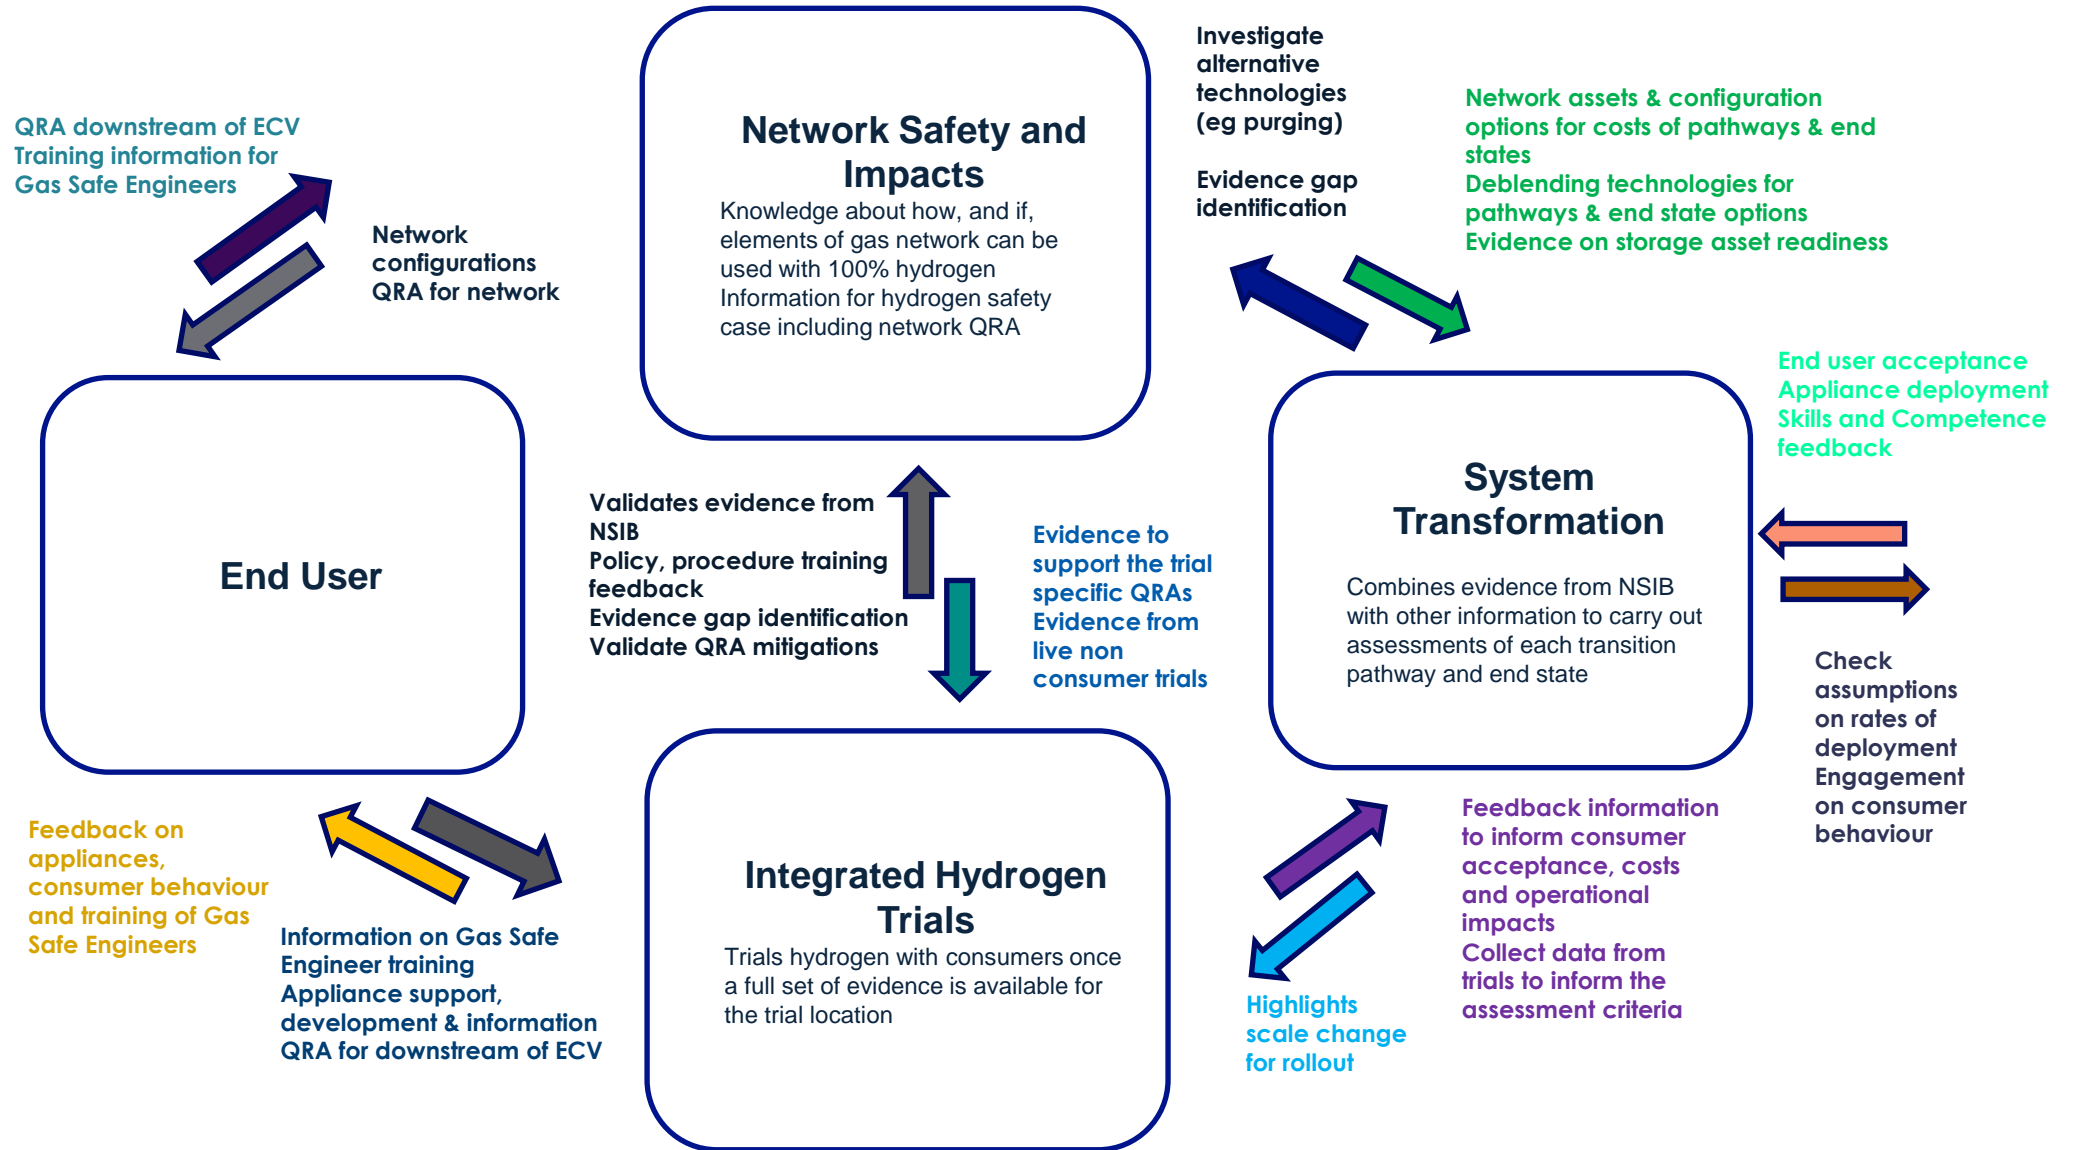 QRA downstream of ECV
Training information for
Gas Safe Engineers
Network
configurations
QRA for network
Network Safety and
Impacts
Knowledge about how, and if,
elements of gas network can be
used with 100% hydrogen
Information for hydrogen safety
case including network QRA
Investigate
alternative
technologies
(eg purging)
Evidence gap
identification
Network assets & configuration
options for costs of pathways & end
states
Deblending technologies for
pathways & end state options
Evidence on storage asset readiness
End User
Validates evidence from
NSIB
Policy, procedure training
feedback
Evidence gap identification
Validate QRA mitigations
Evidence to
support the trial
specific QRAs
Evidence from
live non
consumer trials
System
Transformation
Combines evidence from NSIB
with other information to carry out
assessments of each transition
pathway and end state
End user acceptance
Appliance deployment
Skills and Competence
feedback
Check
assumptions
on rates of
deployment
Engagement
on consumer
behaviour
Feedback on
appliances,
consumer behaviour
and training of Gas
Safe Engineers
Information on Gas Safe
Engineer training
Appliance support,
development & information
QRA for downstream of ECV
Integrated Hydrogen
Trials
Trials hydrogen with consumers once
a full set of evidence is available for
the trial location
Highlights
scale change
for rollout
Feedback information
to inform consumer
acceptance, costs
and operational
impacts
Collect data from
trials to inform the
assessment criteria